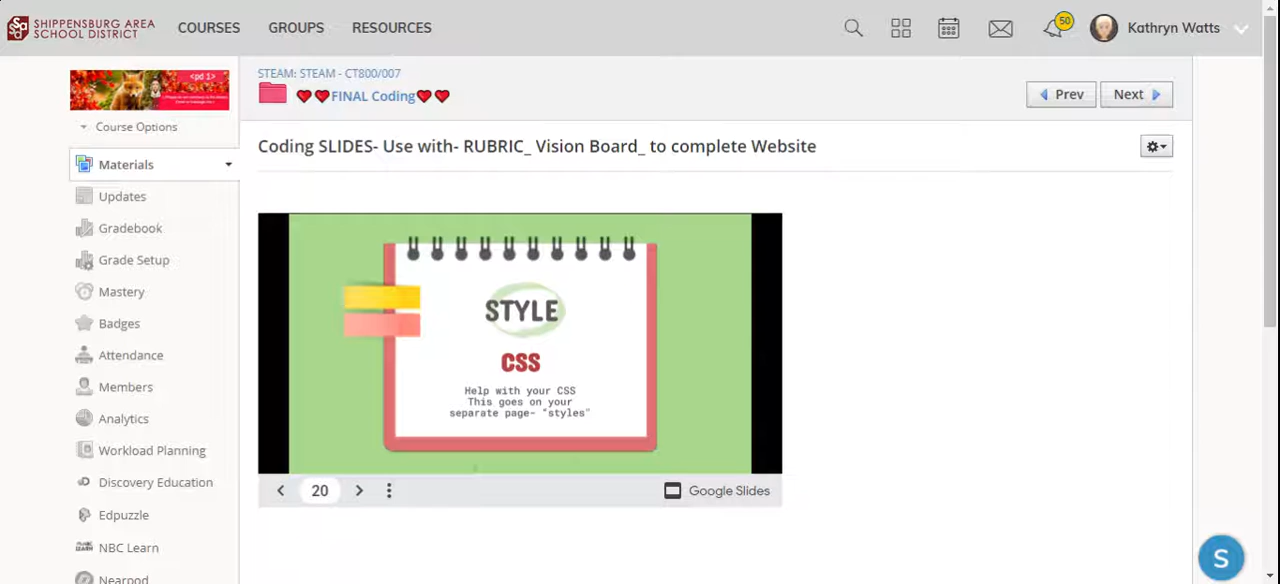 SHIPPENSBURG AREA
SCHOOL DISTRICT
COURSES
GROUPS
RESOURCES
50
Kathryn Watts
<pd 1>
Course Options
Materials
Updates
Gradebook
Grade Setup
Mastery
Badges
Attendance
Members
Analytics
Workload Planning
Discovery Education
Edpuzzle
NBC Learn
Nearpod
STEAM: STEAM - CT800/007
FINAL Coding
Prev
Next
Coding SLIDES- Use with- RUBRIC_ Vision Board_ to complete Website
STYLE
CSS
Help with your CSS
This goes on your
separate page- "styles"
20
Google Slides
S